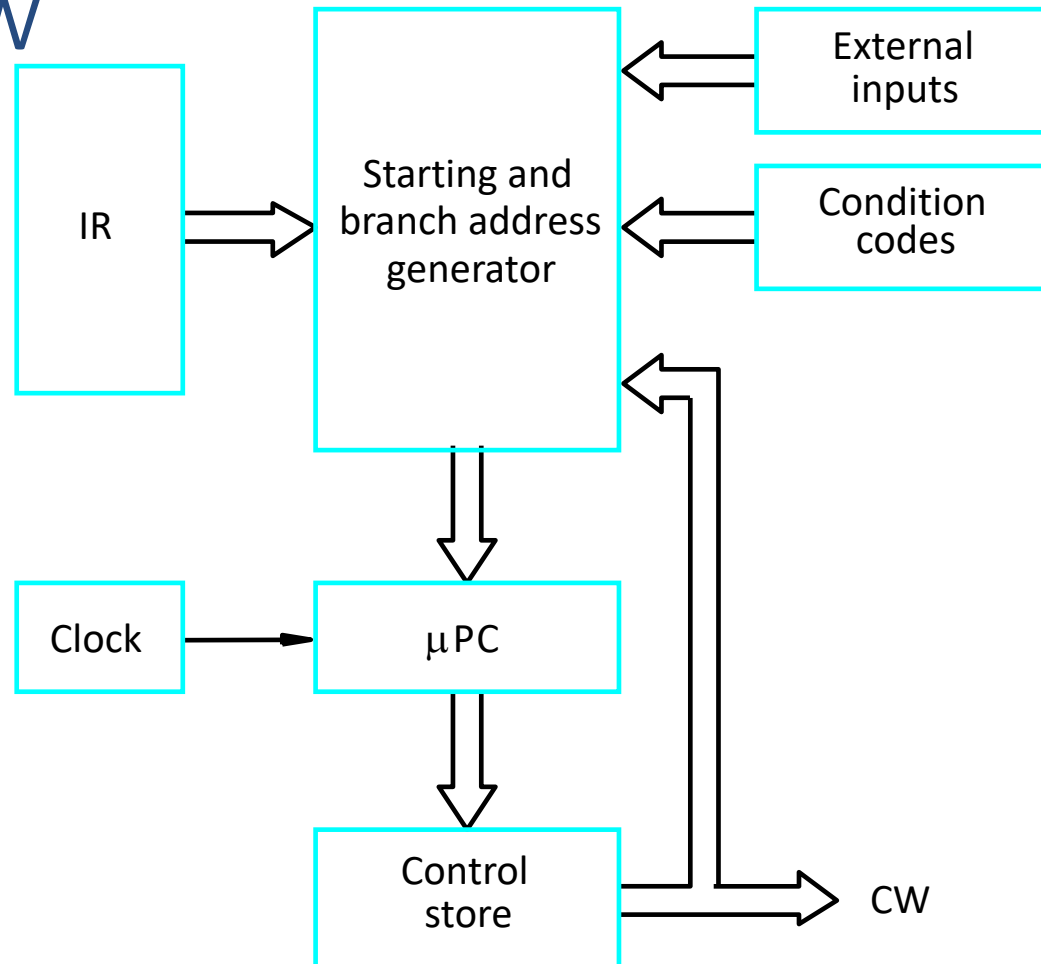 W
External
inputs
IR
Starting and
branch address
generator
Condition
codes
Clock
μPC
Control
store
CW